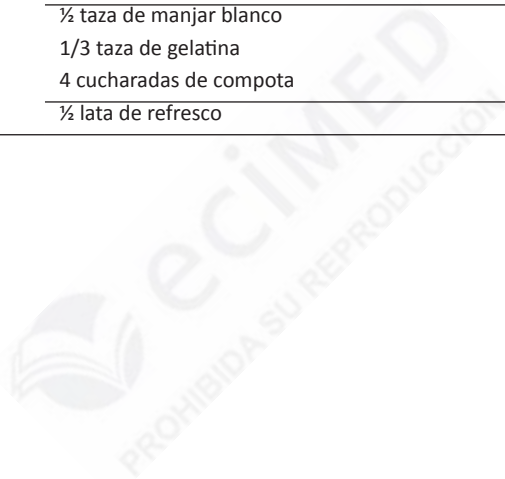 ½ taza de manjar blanco
1/3 taza de gelatina
4 cucharadas de compota
½ lata de refresco
ecimed
PROHIBIDA SU REPRODUCCIÓN